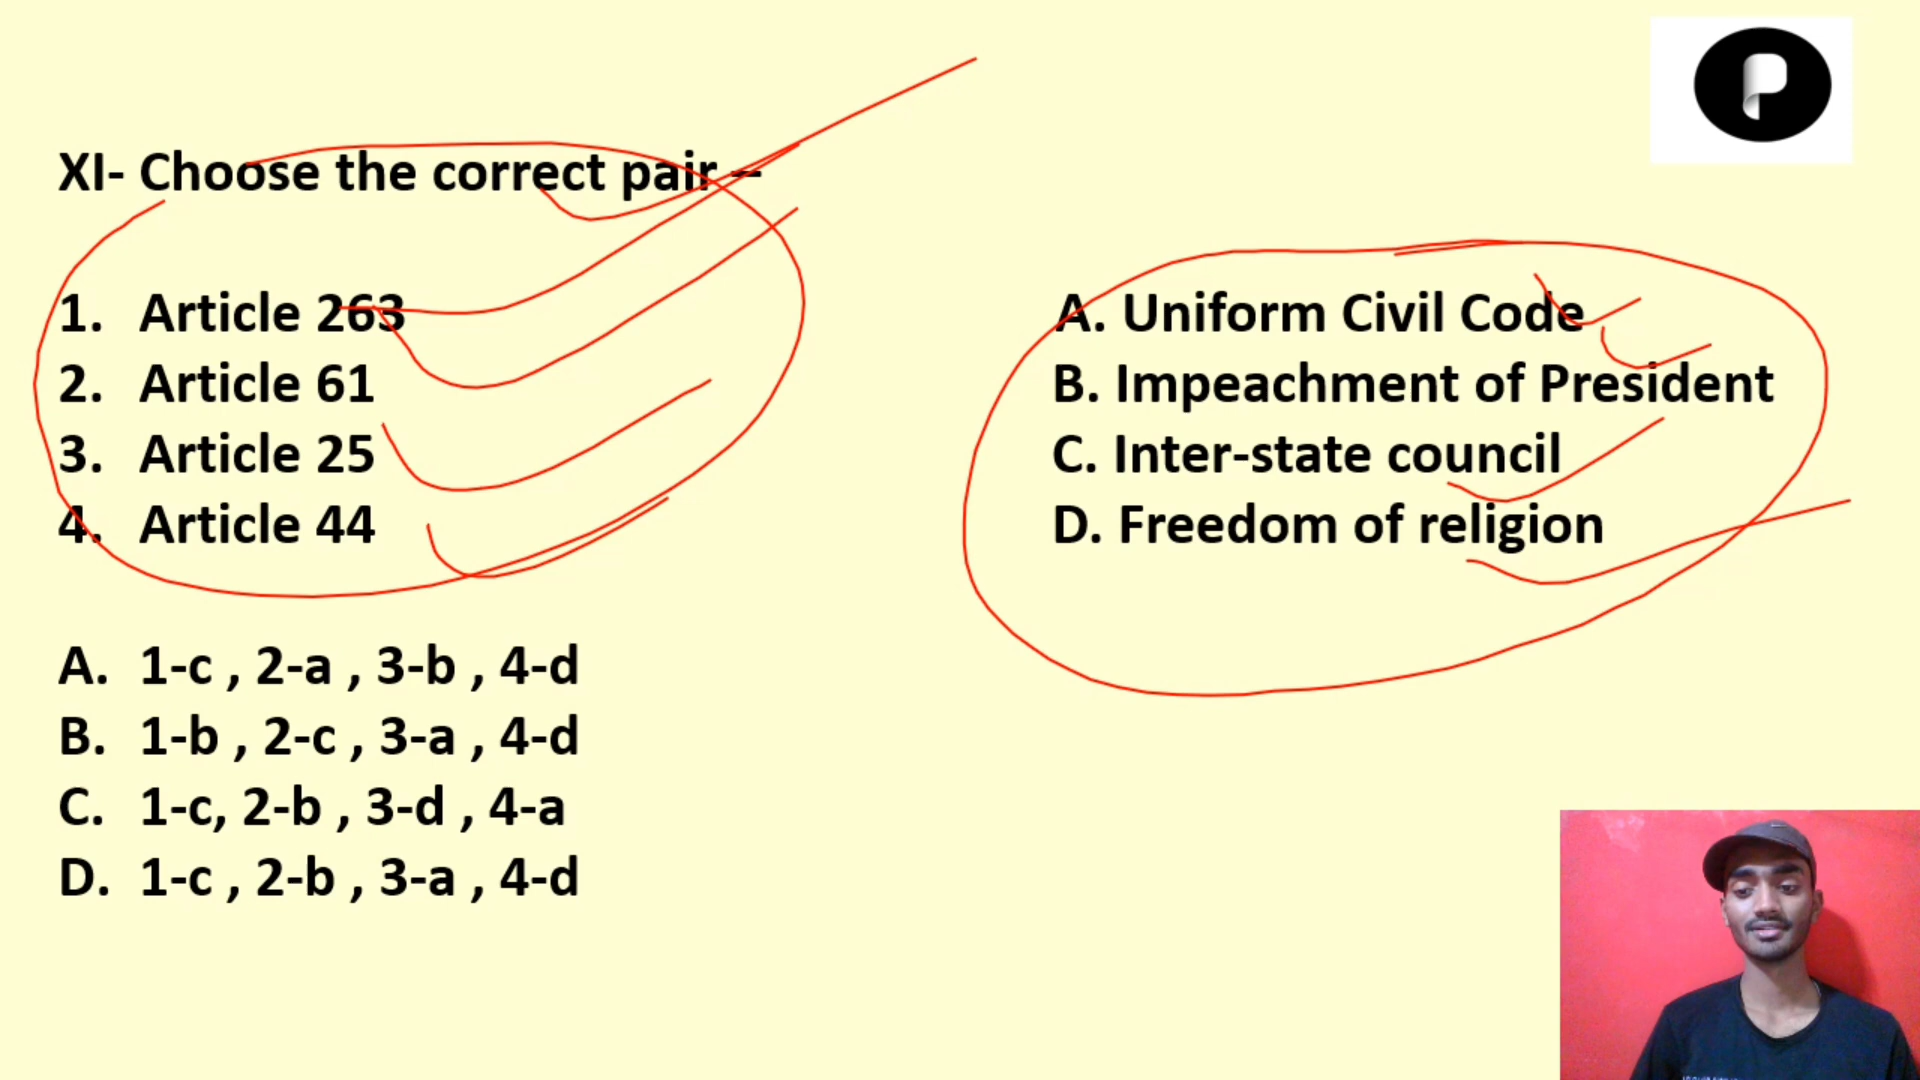 XI- Choose the correct pair –
1. Article 263
2. Article 61
3. Article 25
4. Article 44
A. Uniform Civil Code
B. Impeachment of President
C. Inter-state council
D. Freedom of religion
A. 1-c , 2-a , 3-b , 4-d
B. 1-b , 2-c , 3-a , 4-d
C. 1-c, 2-b , 3-d , 4-a
D. 1-c , 2-b , 3-a , 4-d
P